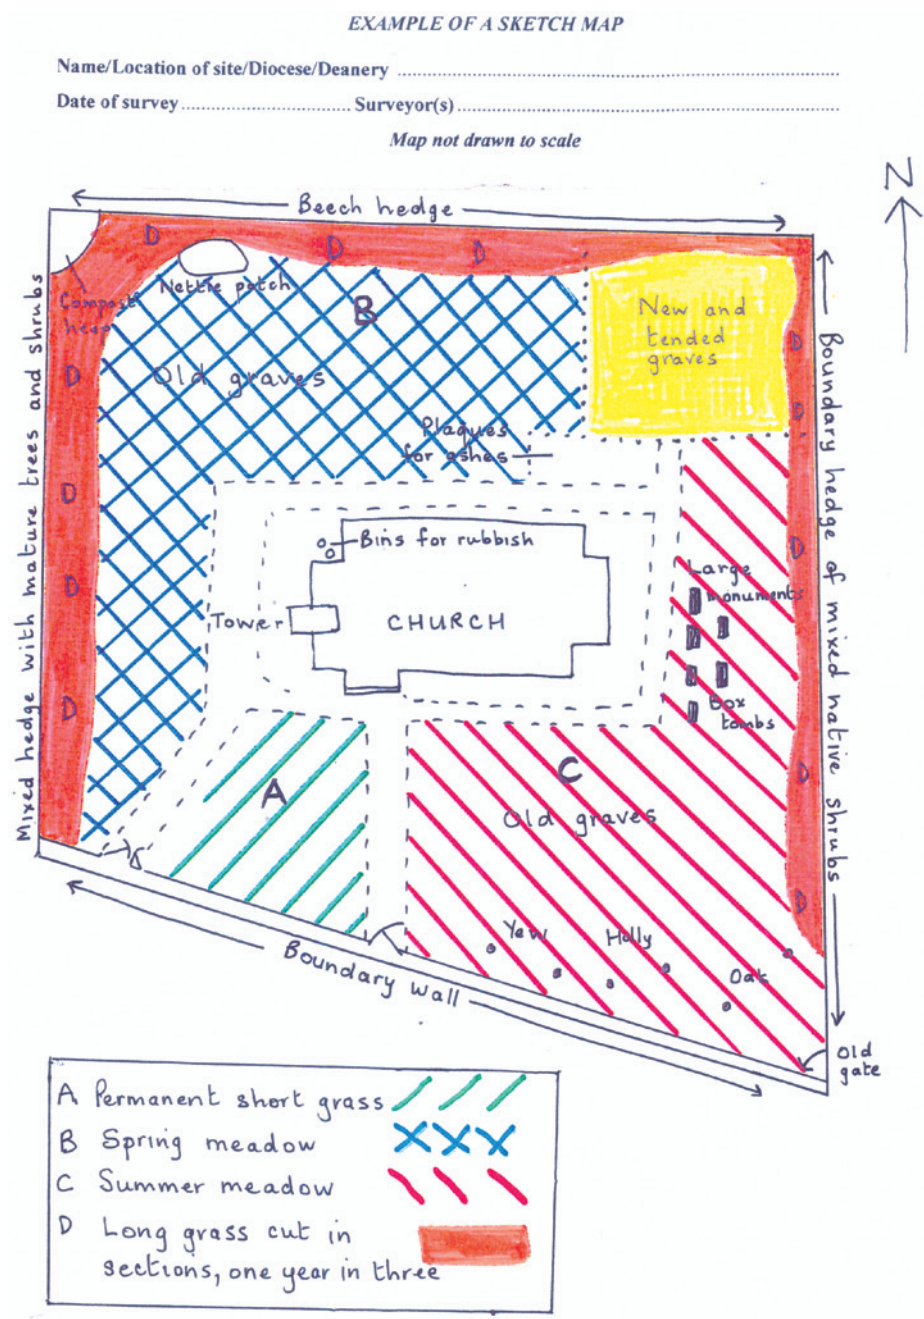 EXAMPLE OF A SKETCH MAP
Name/Location of site/Diocese/Deanery
Date of survey Surveyor(s)
Map not drawn to scale
N
Beech hedge
D D D
Nettle patch
Compost
heap
B
New and
tended
graves
D
D
Old graves
D
Plaques
for ashes
D
Mixed hedge with mature trees and shrubs
Boundary hedge of mixed native shrubs
D
Bins for rubbish
D
Large
monuments
D
Tower
CHURCH
Box
tombs
D
C
D
A
Old graves
D
Yew
Holly
Oak
Boundary wall
Old
gate
A Permanent short grass
B Spring meadow
C Summer meadow
D Long grass cut in
sections, one year in three